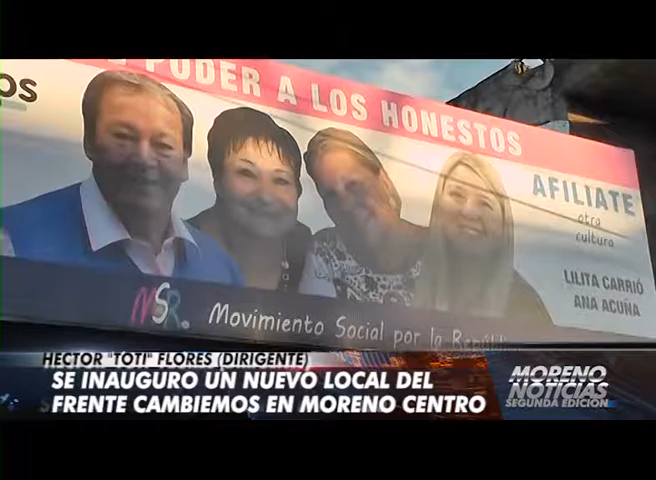 PODER A LOS HONESTOS
OS
AFILIATE
otra
cultura
LILITA CARRIÓ
ANA ACUÑA
MSR.
Movimiento Social por la República
HECTOR "TOTI" FLORES (DIRIGENTE)
SE INAUGURO UN NUEVO LOCAL DEL
FRENTE CAMBIEMOS EN MORENO CENTRO
MORENO
NOTICIAS
SEGUNDA EDICION